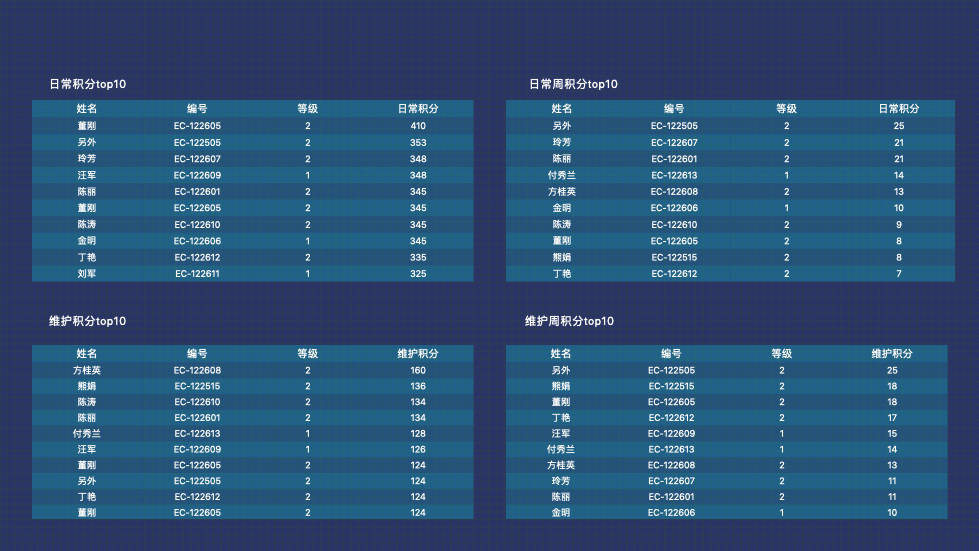 日常积分top10
姓名 编号 等级 日常积分
董刚 EC-122605 2 410
另外 EC-122505 2 353
玲芳 EC-122607 2 348
汪军 EC-122609 1 348
陈丽 EC-122601 2 345
董刚 EC-122605 2 345
陈涛 EC-122610 2 345
金明 EC-122606 1 345
丁艳 EC-122612 2 335
刘军 EC-122611 1 325
日常周积分top10
姓名 编号 等级 日常积分
另外 EC-122505 2 25
玲芳 EC-122607 2 21
陈丽 EC-122601 2 21
付秀兰 EC-122613 1 14
方桂英 EC-122608 2 13
金明 EC-122606 1 10
陈涛 EC-122610 2 9
董刚 EC-122605 2 8
熊娟 EC-122515 2 8
丁艳 EC-122612 2 7
维护积分top10
姓名 编号 等级 维护积分
方桂英 EC-122608 2 160
熊娟 EC-122515 2 136
陈涛 EC-122610 2 134
陈丽 EC-122601 2 134
付秀兰 EC-122613 1 128
汪军 EC-122609 1 126
董刚 EC-122605 2 124
另外 EC-122505 2 124
丁艳 EC-122612 2 124
董刚 EC-122605 2 124
维护周积分top10
姓名 编号 等级 维护积分
另外 EC-122505 2 25
熊娟 EC-122515 2 18
董刚 EC-122605 2 18
丁艳 EC-122612 2 17
汪军 EC-122609 1 15
付秀兰 EC-122613 1 14
方桂英 EC-122608 2 13
玲芳 EC-122607 2 11
陈丽 EC-122601 2 11
金明 EC-122606 1 10